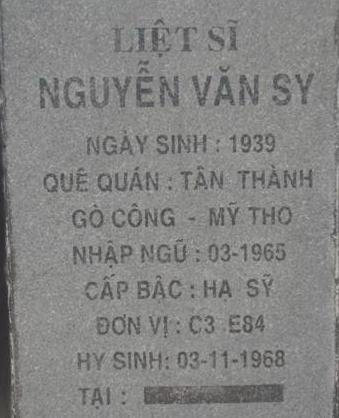 LIỆT SĨ
NGUYỄN VĂN SY
NGÀY SINH : 1939
QUÊ QUÁN : TÂN THÀNH
GÒ CÔNG - MỸ THO
NHẬP NGŨ : 03-1965
CẤP BẬC : HẠ SỸ
ĐƠN VỊ : C3 E84
HY SINH: 03-11-1968
TẠI :